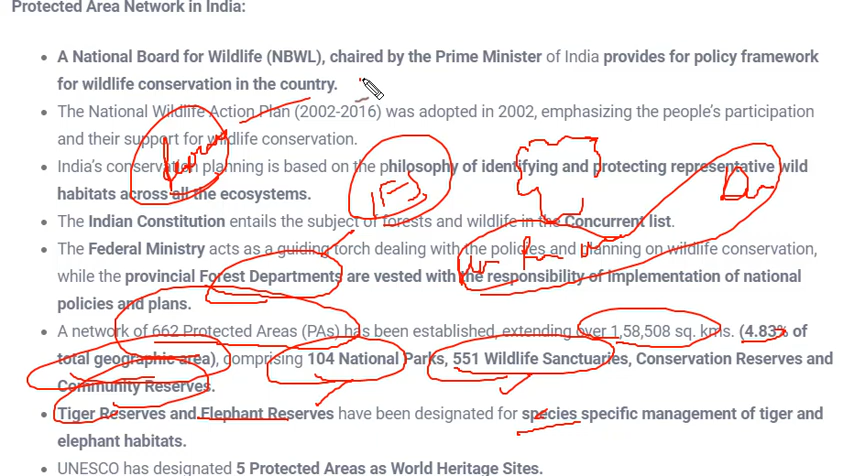 Protected Area Network in India:
• A National Board for Wildlife (NBWL), chaired by the Prime Minister of India provides for policy framework
for wildlife conservation in the country.
• The National Wildlife Action Plan (2002-2016) was adopted in 2002, emphasizing the people's participation
and their support for wildlife conservation.
• India's conservation planning is based on the philosophy of identifying and protecting representative wild
habitats across all the ecosystems.
IFS
• The Indian Constitution entails the subject of forests and wildlife in the Concurrent list.
• The Federal Ministry acts as a guiding torch dealing with the policies and planning on wildlife conservation,
while the provincial Forest Departments are vested with the responsibility of implementation of national
policies and plans.
• A network of 662 Protected Areas (PAs) has been established, extending over 1,58,508 sq. kms. (4.83% of
total geographic area), comprising 104 National Parks, 551 Wildlife Sanctuaries, Conservation Reserves and
Community Reserves.
• Tiger Reserves and Elephant Reserves have been designated for species specific management of tiger and
elephant habitats.
• UNESCO has designated 5 Protected Areas as World Heritage Sites.